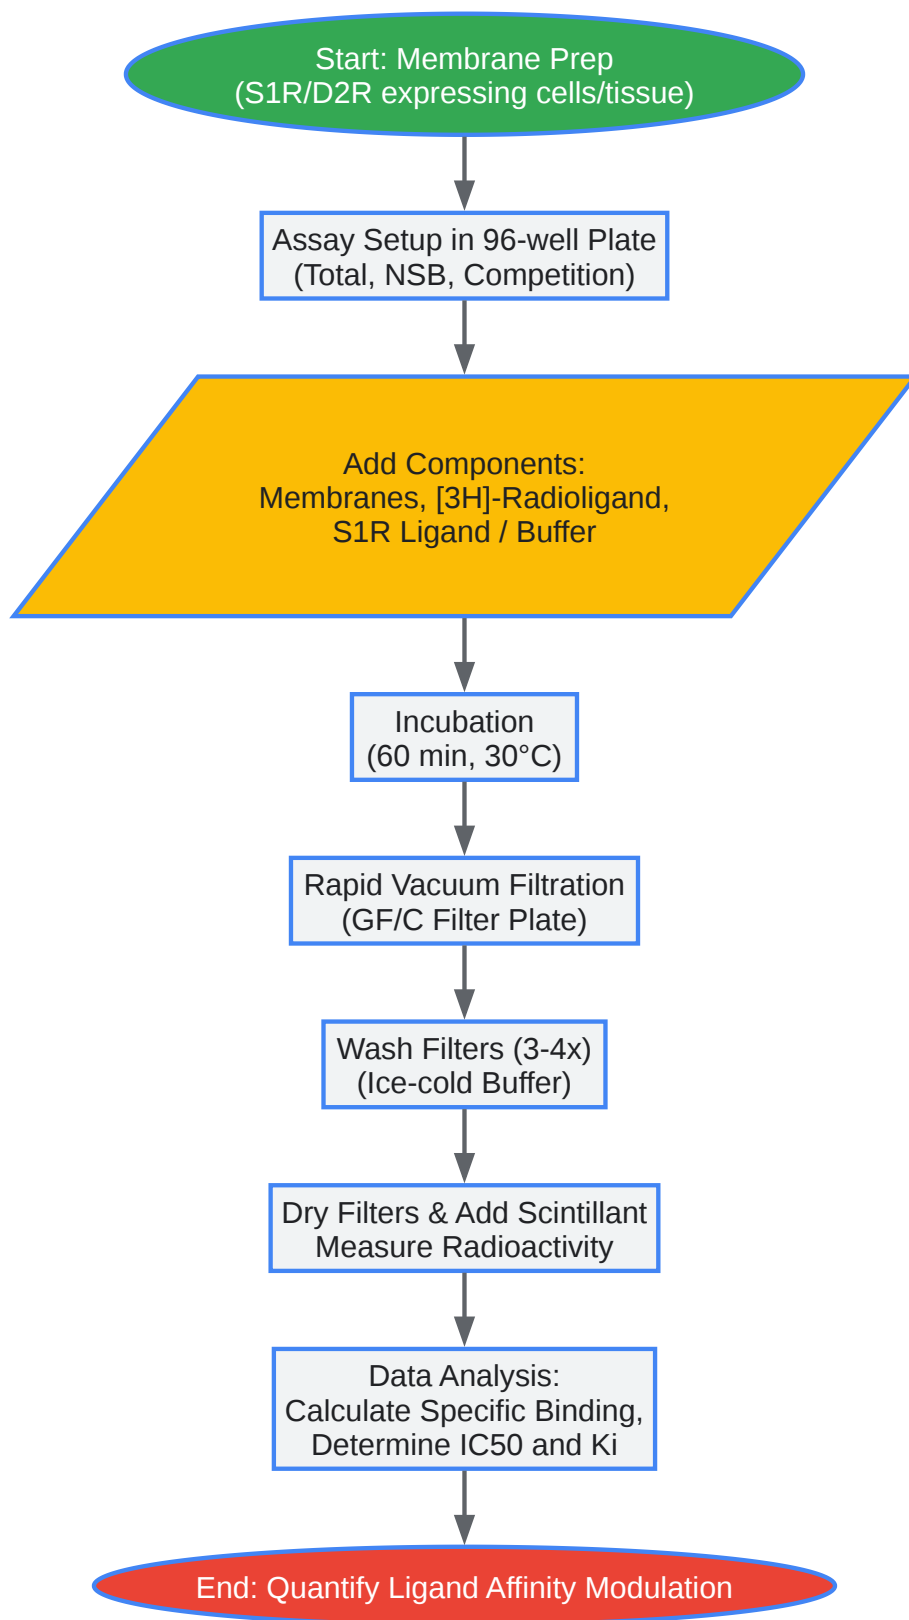 Start: Membrane Prep
(S1R/D2R expressing cells/tissue)
Assay Setup in 96-well Plate
(Total, NSB, Competition)
Add Components:
Membranes, [3H]-Radioligand,
S1R Ligand / Buffer
Incubation
(60 min, 30°C)
Rapid Vacuum Filtration
(GF/C Filter Plate)
Wash Filters (3-4x)
(Ice-cold Buffer)
Dry Filters & Add Scintillant
Measure Radioactivity
Data Analysis:
Calculate Specific Binding,
Determine IC50 and Ki
End: Quantify Ligand Affinity Modulation